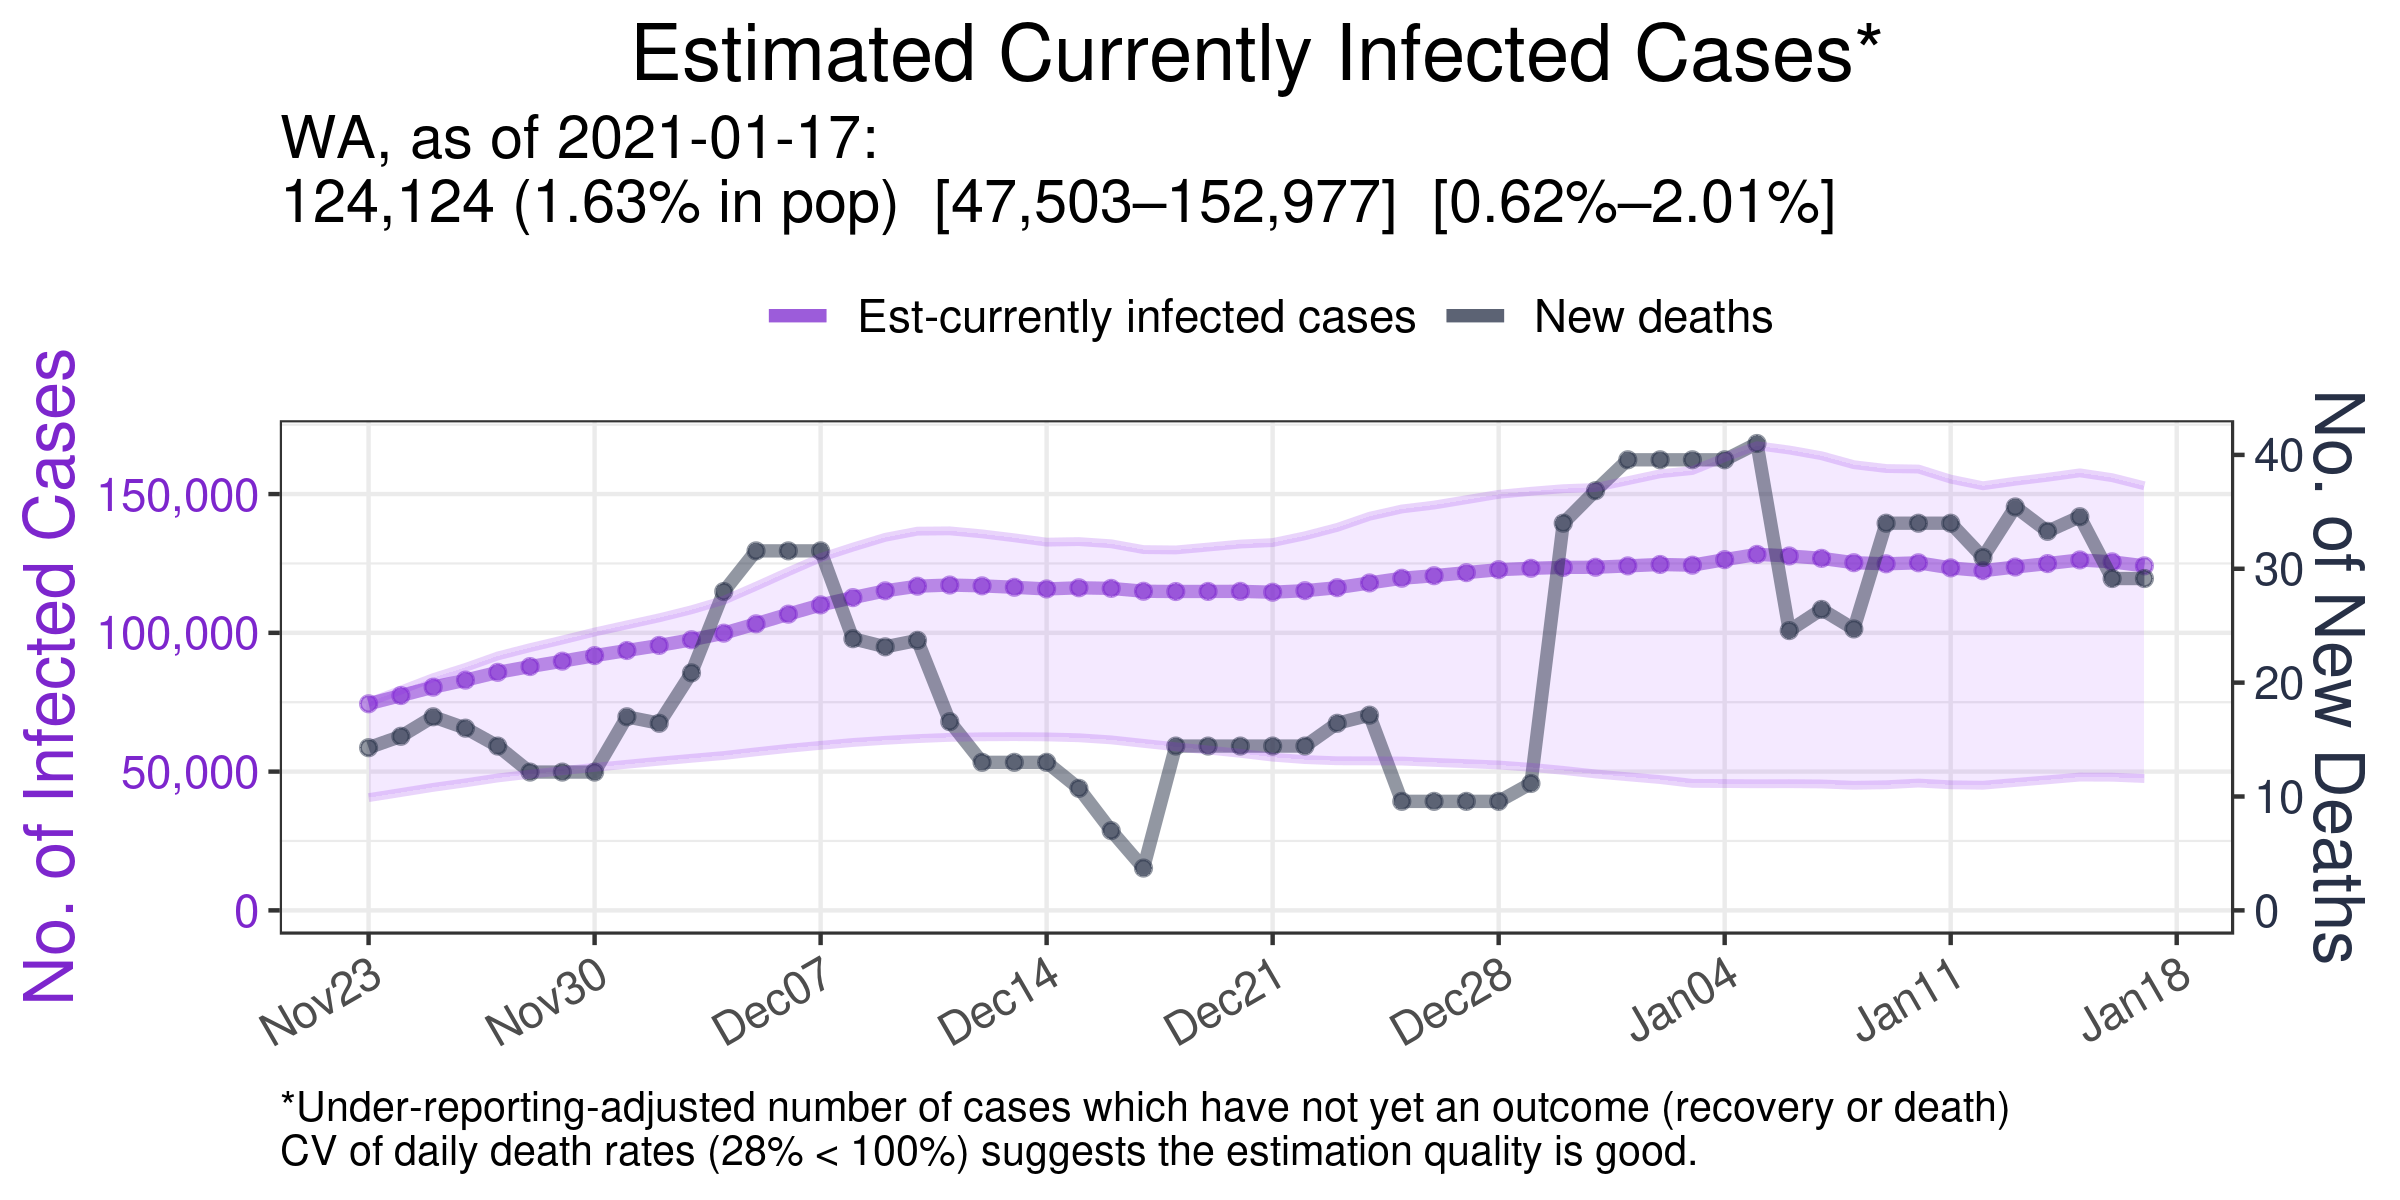 Estimated Currently Infected Cases*
WA, as of 2021-01-17:
124,124 (1.63% in pop)  [47,503–152,977]  [0.62%–2.01%]
Est-currently infected cases
New deaths
No. of Infected Cases
150,000
100,000
50,000
0
No. of New Deaths
40
30
20
10
0
Nov23
Nov30
Dec07
Dec14
Dec21
Dec28
Jan04
Jan11
Jan18
*Under-reporting-adjusted number of cases which have not yet an outcome (recovery or death)
CV of daily death rates (28% < 100%) suggests the estimation quality is good.